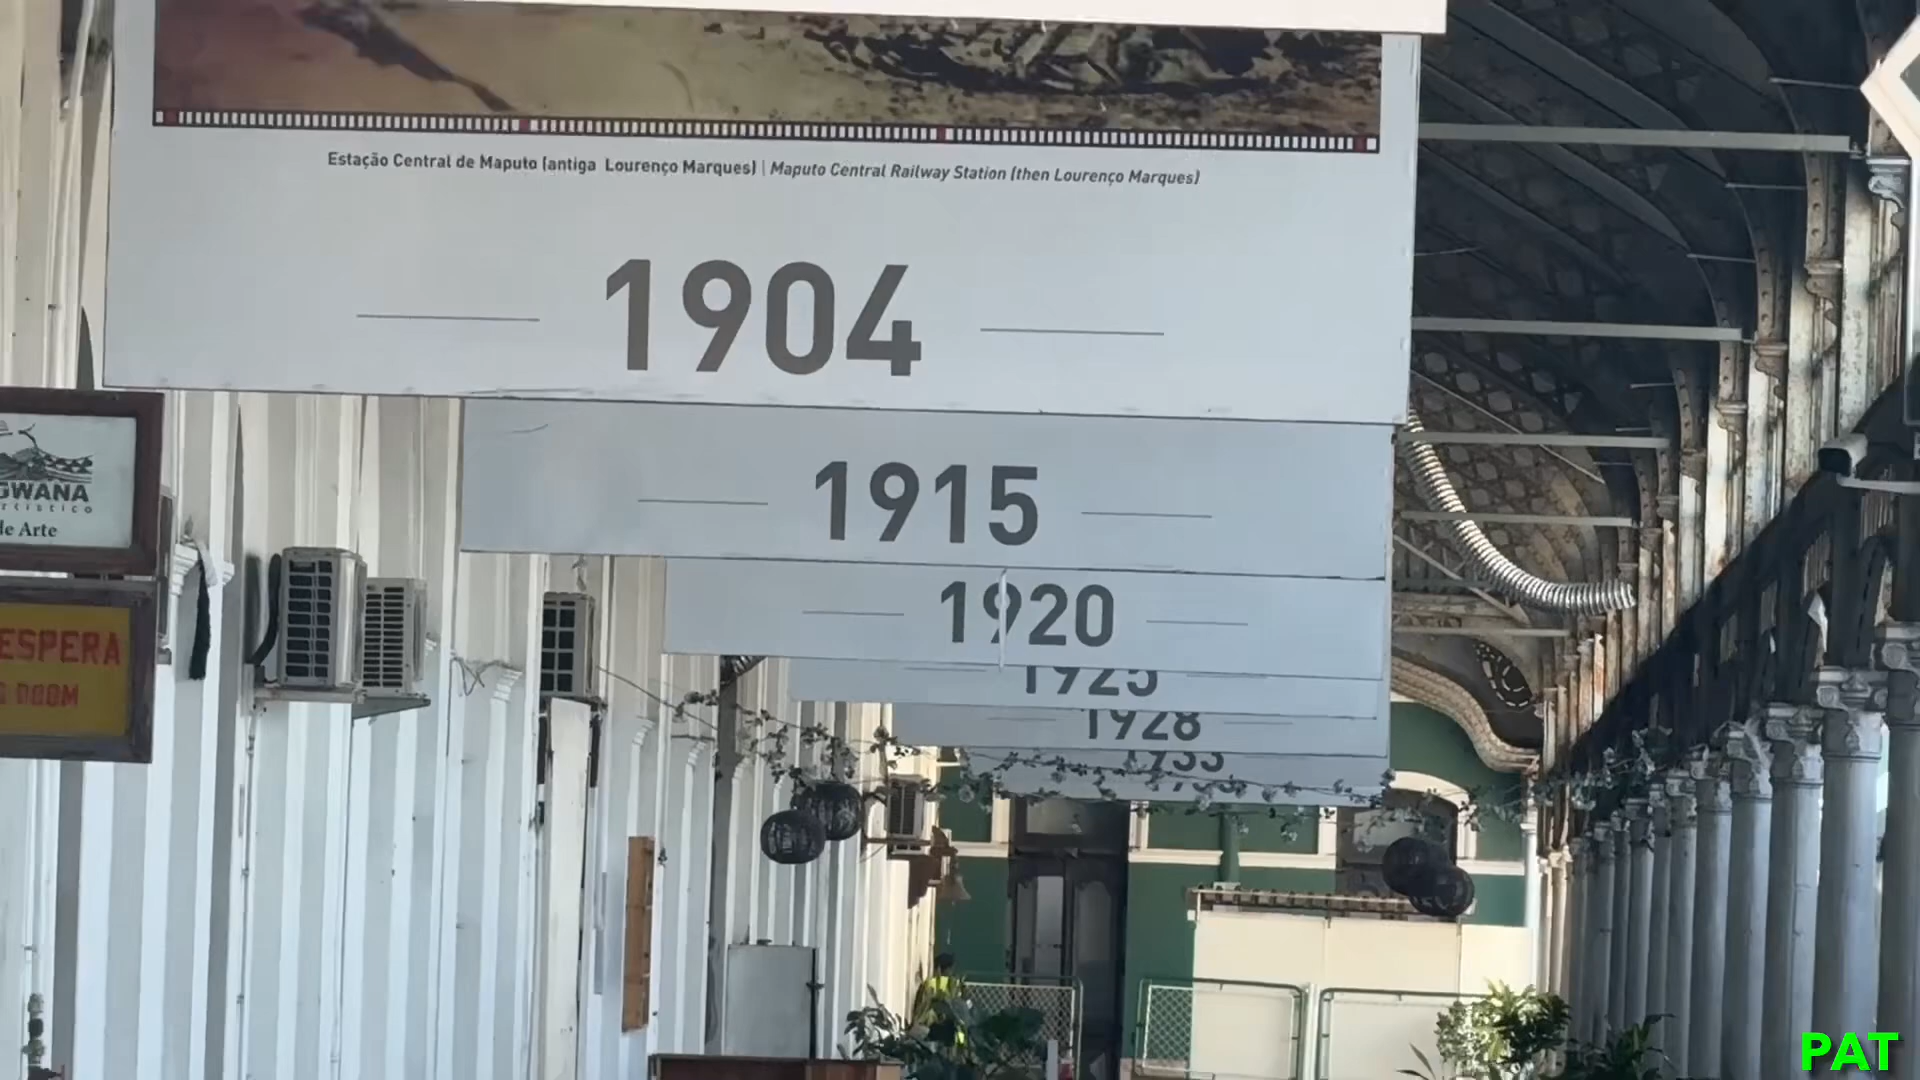 Estação Central de Maputo (antiga Lourenço Marques) | Maputo Central Railway Station (then Lourenço Marques)
1904
1915
1920
1925
1928
1933
GWANA
de Arte
ESPERA
PAT